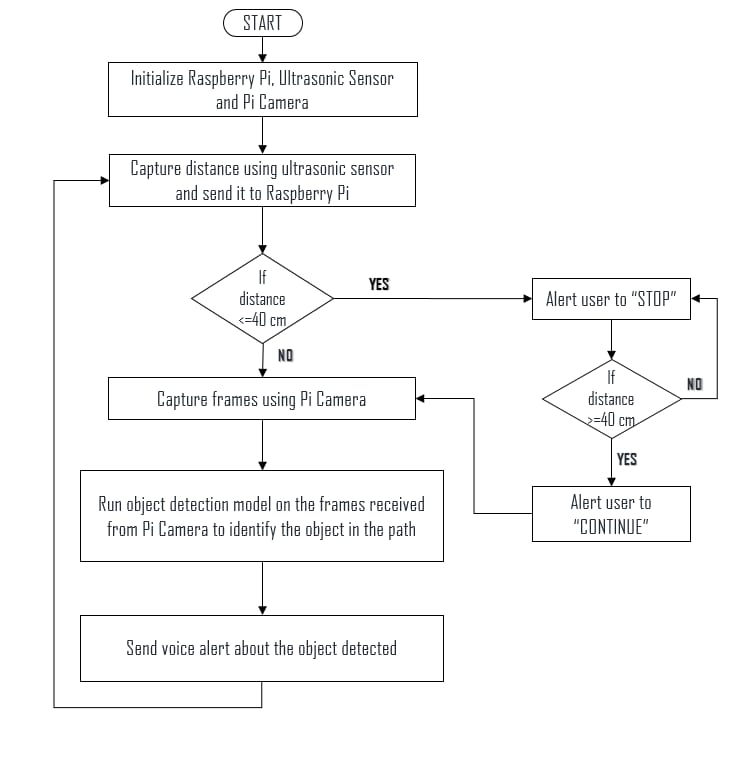 START
Initialize Raspberry Pi, Ultrasonic Sensor
and Pi Camera
Capture distance using ultrasonic sensor
and send it to Raspberry Pi
If
distance
<=40 cm
YES
NO
Alert user to "STOP"
If
distance
>=40 cm
NO
YES
Alert user to
"CONTINUE"
Capture frames using Pi Camera
Run object detection model on the frames received
from Pi Camera to identify the object in the path
Send voice alert about the object detected